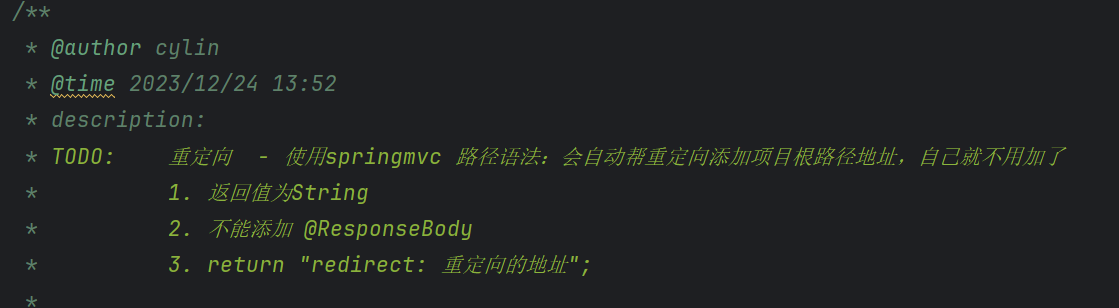 /**
* @author cylin
* @time 2023/12/24 13:52
* description:
* TODO: 重定向 - 使用springmvc 路径语法：会自动帮重定向添加项目根路径地址，自己就不用加了
* 1. 返回值为String
* 2. 不能添加 @ResponseBody
* 3. return "redirect: 重定向的地址";
*